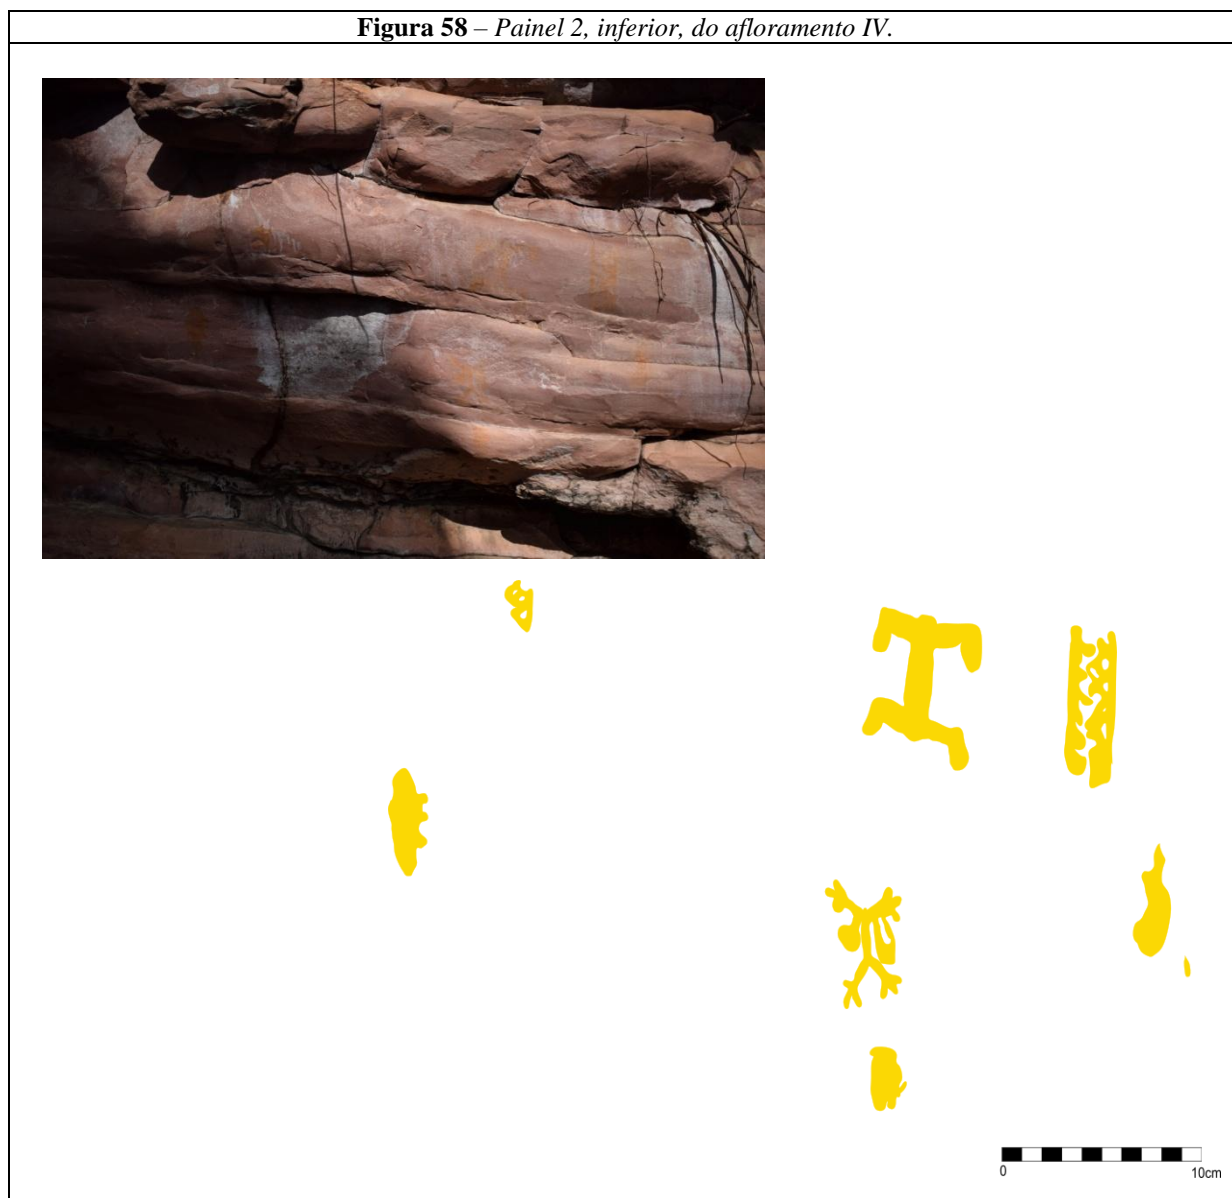 Figura 58 – Painel 2, inferior, do afloramento IV.
0 10cm